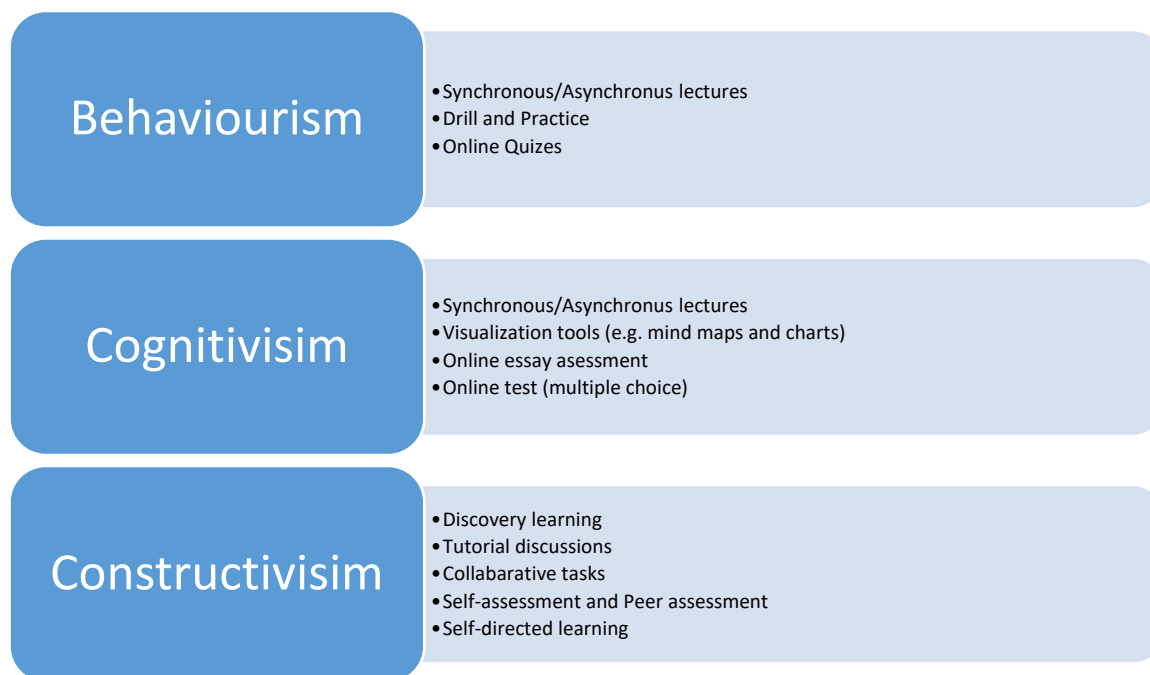 Behaviourism
•Synchronous/Asynchronus lectures
•Drill and Practice
•Online Quizes
Cognitivisim
•Synchronous/Asynchronus lectures
•Visualization tools (e.g. mind maps and charts)
•Online essay asessment
•Online test (multiple choice)
Constructivisim
•Discovery learning
•Tutorial discussions
•Collabarative tasks
•Self-assessment and Peer assessment
•Self-directed learning